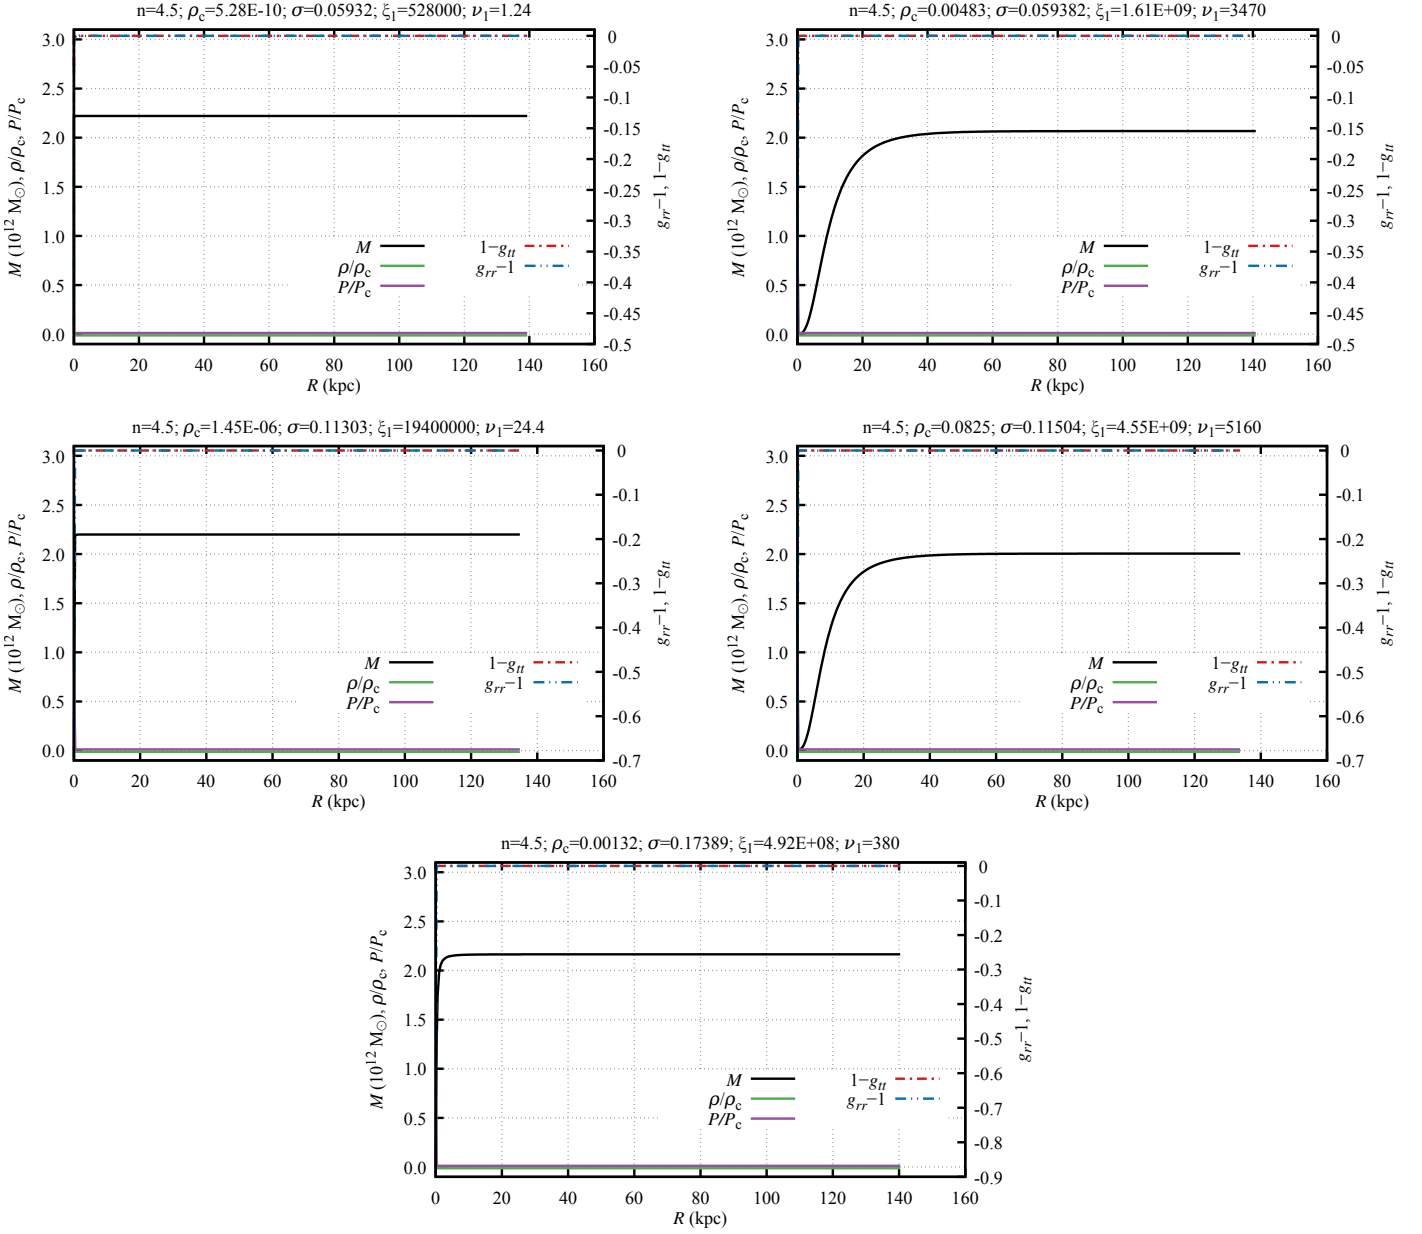 n=4.5; ρc=5.28E-10; σ=0.05932; ξ1=528000; ν1=1.24
3.0
2.5
2.0
1.5
1.0
0.5
0.0
M (10^12 M⊙), ρ/ρc, P/Pc
0
-0.05
-0.1
-0.15
-0.2
-0.25
-0.3
-0.35
-0.4
-0.45
-0.5
grr−1, 1−gtt
M
ρ/ρc
P/Pc
1−gtt
grr−1
0 20 40 60 80 100 120 140 160
R (kpc)
n=4.5; ρc=0.00483; σ=0.059382; ξ1=1.61E+09; ν1=3470
3.0
2.5
2.0
1.5
1.0
0.5
0.0
M (10^12 M⊙), ρ/ρc, P/Pc
0
-0.05
-0.1
-0.15
-0.2
-0.25
-0.3
-0.35
-0.4
-0.45
-0.5
grr−1, 1−gtt
M
ρ/ρc
P/Pc
1−gtt
grr−1
0 20 40 60 80 100 120 140 160
R (kpc)
n=4.5; ρc=1.45E-06; σ=0.11303; ξ1=19400000; ν1=24.4
3.0
2.5
2.0
1.5
1.0
0.5
0.0
M (10^12 M⊙), ρ/ρc, P/Pc
0
-0.1
-0.2
-0.3
-0.4
-0.5
-0.6
-0.7
grr−1, 1−gtt
M
ρ/ρc
P/Pc
1−gtt
grr−1
0 20 40 60 80 100 120 140 160
R (kpc)
n=4.5; ρc=0.0825; σ=0.11504; ξ1=4.55E+09; ν1=5160
3.0
2.5
2.0
1.5
1.0
0.5
0.0
M (10^12 M⊙), ρ/ρc, P/Pc
0
-0.1
-0.2
-0.3
-0.4
-0.5
-0.6
-0.7
grr−1, 1−gtt
M
ρ/ρc
P/Pc
1−gtt
grr−1
0 20 40 60 80 100 120 140 160
R (kpc)
n=4.5; ρc=0.00132; σ=0.17389; ξ1=4.92E+08; ν1=380
3.0
2.5
2.0
1.5
1.0
0.5
0.0
M (10^12 M⊙), ρ/ρc, P/Pc
0
-0.1
-0.2
-0.3
-0.4
-0.5
-0.6
-0.7
-0.8
-0.9
grr−1, 1−gtt
M
ρ/ρc
P/Pc
1−gtt
grr−1
0 20 40 60 80 100 120 140 160
R (kpc)